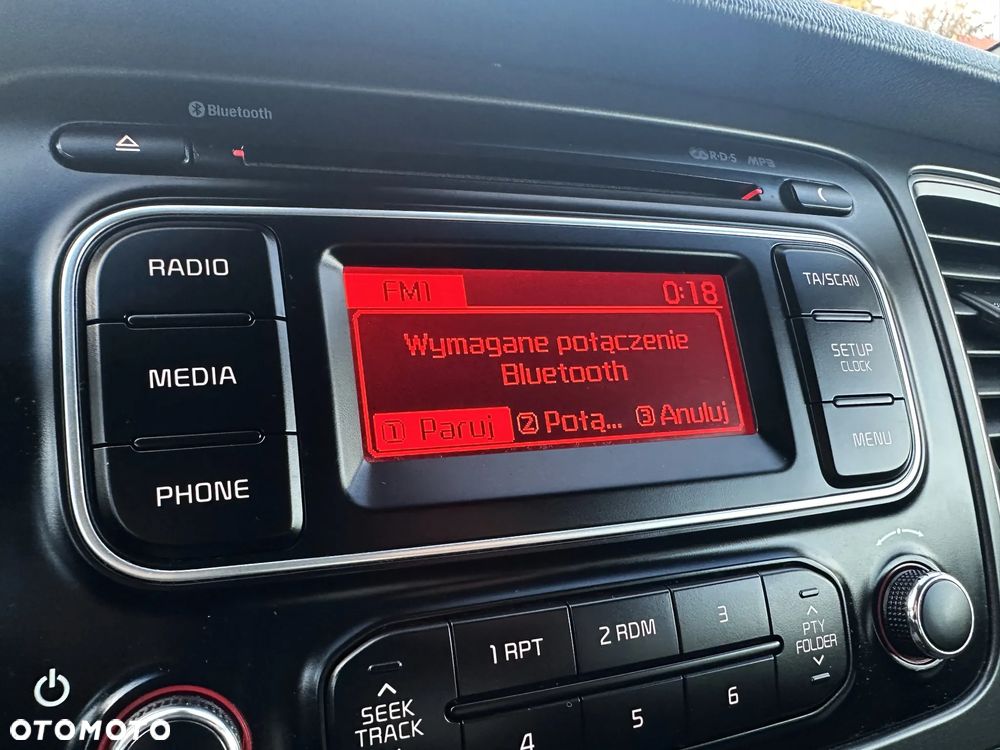 Bluetooth
R·D·S MP3
RADIO
MEDIA
PHONE
FM1 0:18
Wymagane połączenie
Bluetooth
1 Paruj 2 Połą... 3 Anuluj
TA/SCAN
SETUP
CLOCK
MENU
1 RPT
2 RDM
3
PTY
FOLDER
SEEK
TRACK
4
5
6
OTOMOTO